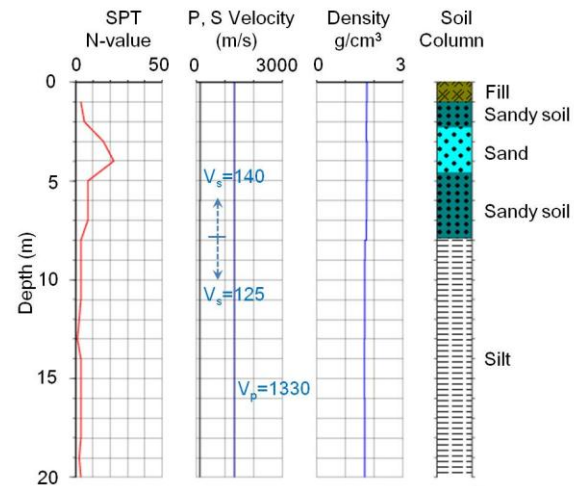 SPT
N-value
P, S Velocity
(m/s)
Density
g/cm³
Soil
Column
0 50
0 3000
0 3
0
5
10
15
20
Depth (m)
Vₛ=140
Vₛ=125
Vₚ=1330
Fill
Sandy soil
Sand
Sandy soil
Silt